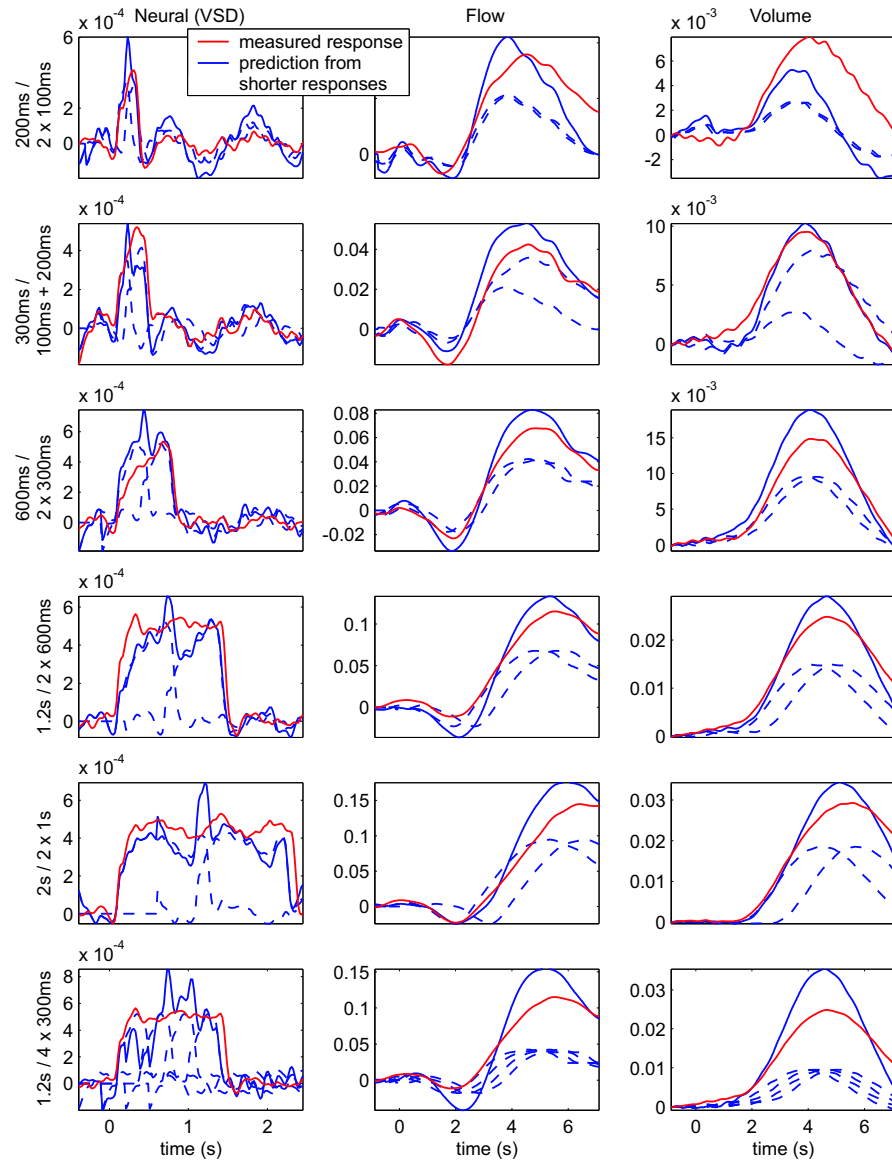 Neural (VSD)
Flow
Volume
measured response
prediction from
shorter responses
200ms /
2 x 100ms
x 10⁻⁴
6
4
2
0
0
x 10⁻³
8
6
4
2
0
-2
300ms /
100ms + 200ms
x 10⁻⁴
4
2
0
0.04
0.02
0
x 10⁻³
10
5
0
600ms /
2 x 300ms
x 10⁻⁴
6
4
2
0
0.08
0.06
0.04
0.02
0
-0.02
x 10⁻³
15
10
5
0
1.2s / 2 x 600ms
x 10⁻⁴
6
4
2
0
0.1
0.05
0
0.02
0.01
0
2s / 2 x 1s
x 10⁻⁴
6
4
2
0
0.15
0.1
0.05
0
0.03
0.02
0.01
0
1.2s / 4 x 300ms
x 10⁻⁴
8
6
4
2
0
0.15
0.1
0.05
0
0.03
0.02
0.01
0
0 1 2
0 2 4 6
0 2 4 6
time (s)
time (s)
time (s)